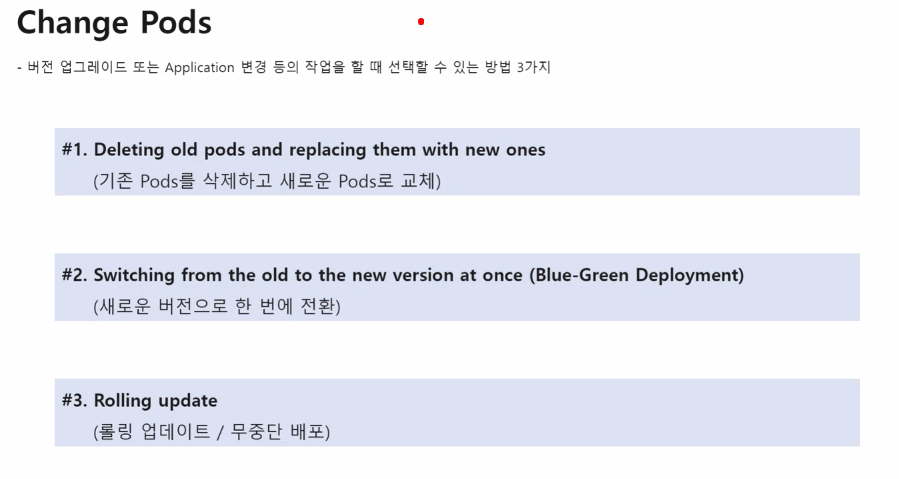 Change Pods
- 버전 업그레이드 또는 Application 변경 등의 작업을 할 때 선택할 수 있는 방법 3가지
#1. Deleting old pods and replacing them with new ones
(기존 Pods를 삭제하고 새로운 Pods로 교체)
#2. Switching from the old to the new version at once (Blue-Green Deployment)
(새로운 버전으로 한 번에 전환)
#3. Rolling update
(롤링 업데이트 / 무중단 배포)